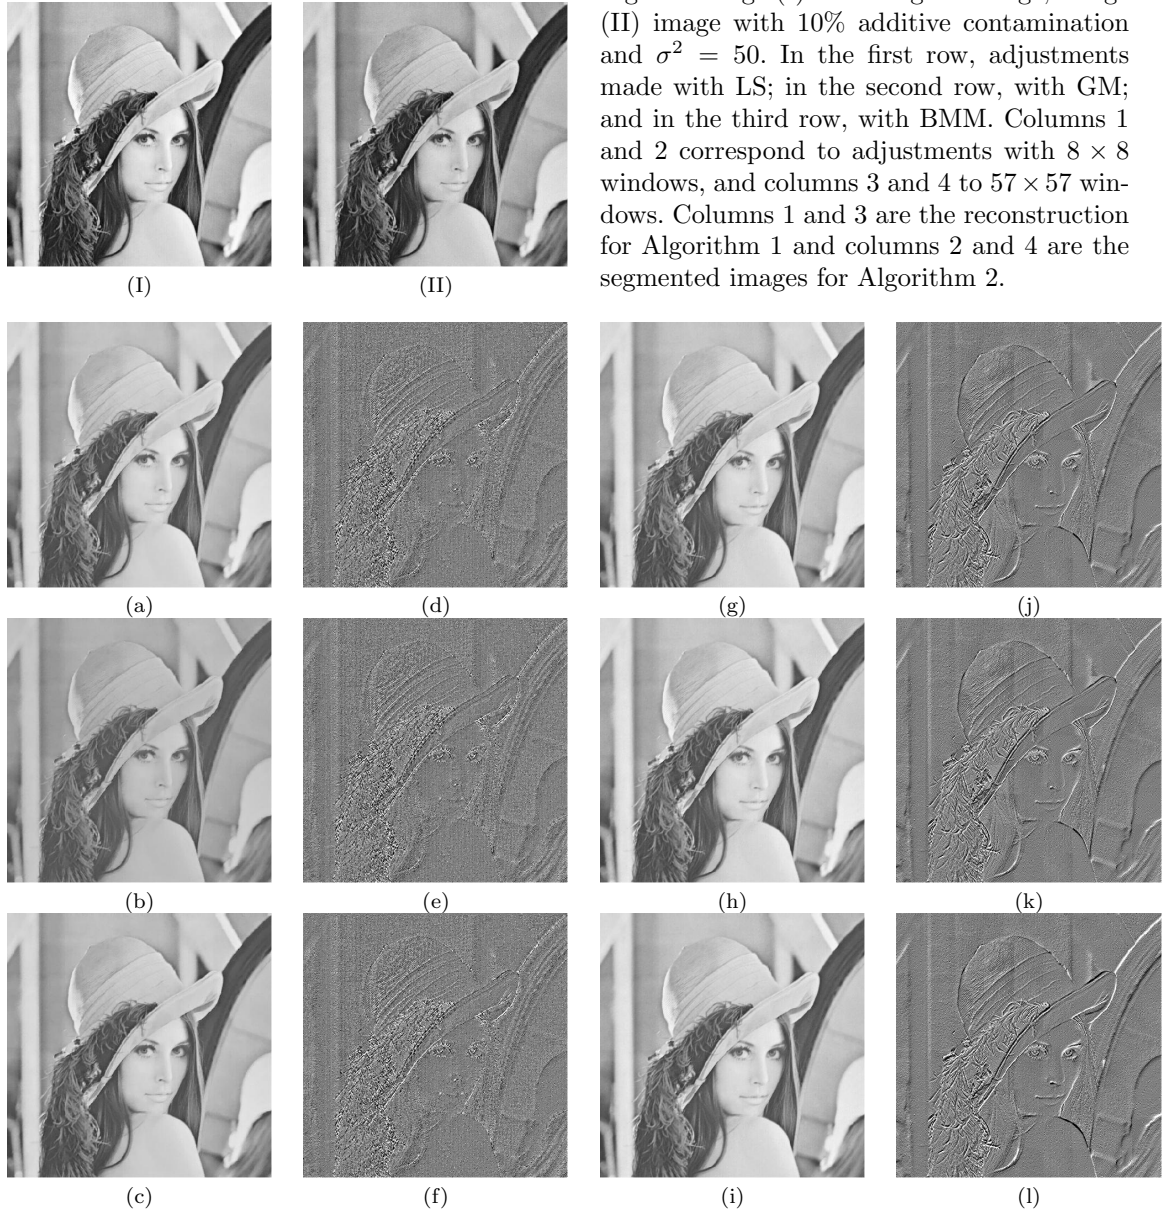 (II) image with 10% additive contamination
and σ² = 50. In the first row, adjustments
made with LS; in the second row, with GM;
and in the third row, with BMM. Columns 1
and 2 correspond to adjustments with 8 × 8
windows, and columns 3 and 4 to 57 × 57 win-
dows. Columns 1 and 3 are the reconstruction
for Algorithm 1 and columns 2 and 4 are the
segmented images for Algorithm 2.
(I) (II)
(a) (d) (g) (j)
(b) (e) (h) (k)
(c) (f) (i) (l)